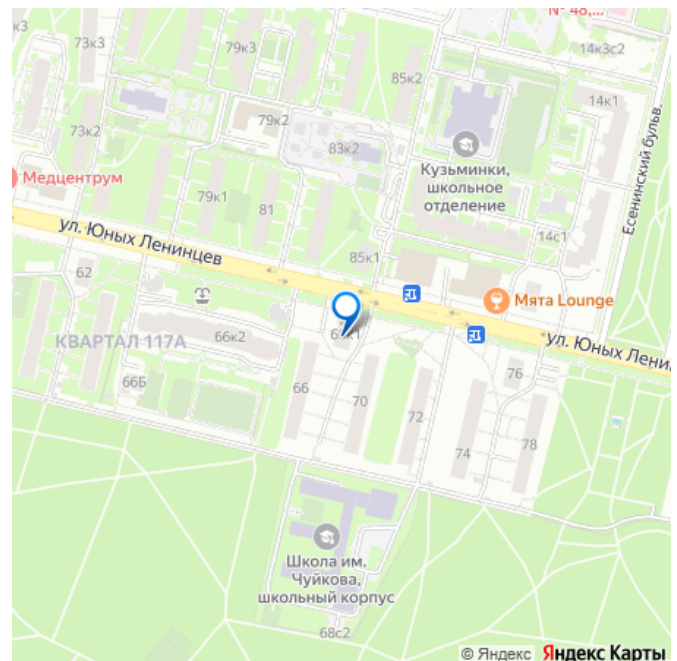 № 48,...
73к3
79к3
14к3с2
85к2
14к1
79к2
73к2
83к2
Кузьминки,
школьное
отделение
Есенинский бульв.
Медцентрум
79к1
81
14с1
ул. Юных Ленинцев
85к1
62
Мята Lounge
КВАРТАЛ 117А
66к2
ул. Юных Ленин
66Б
66
70
72
76
74
78
Школа им.
Чуйкова,
школьный корпус
68с2
© Яндекс Яндекс Карты